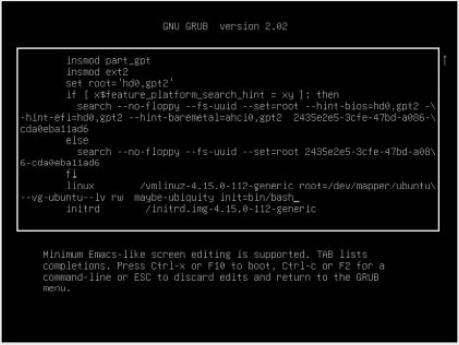 GNU GRUB  version 2.02
insmod part_gpt
insmod ext2
set root='hd0,gpt2'
if [ x$feature_platform_search_hint = xy ]; then
search --no-floppy --fs-uuid --set=root --hint-bios=hd0,gpt2 -\
-hint-efi=hd0,gpt2 --hint-baremetal=ahci0,gpt2  2435e2e5-3cfe-47bd-a086-\
cda0eba11ad6
else
search --no-floppy --fs-uuid --set=root 2435e2e5-3cfe-47bd-a08\
6-cda0eba11ad6
fi
linux        /vmlinuz-4.15.0-112-generic root=/dev/mapper/ubuntu\
--vg-ubuntu--lv rw  maybe-ubiquity init=bin/bash_
initrd        /initrd.img-4.15.0-112-generic
Minimum Emacs-like screen editing is supported. TAB lists
completions. Press Ctrl-x or F10 to boot, Ctrl-c or F2 for a
command-line or ESC to discard edits and return to the GRUB
menu.